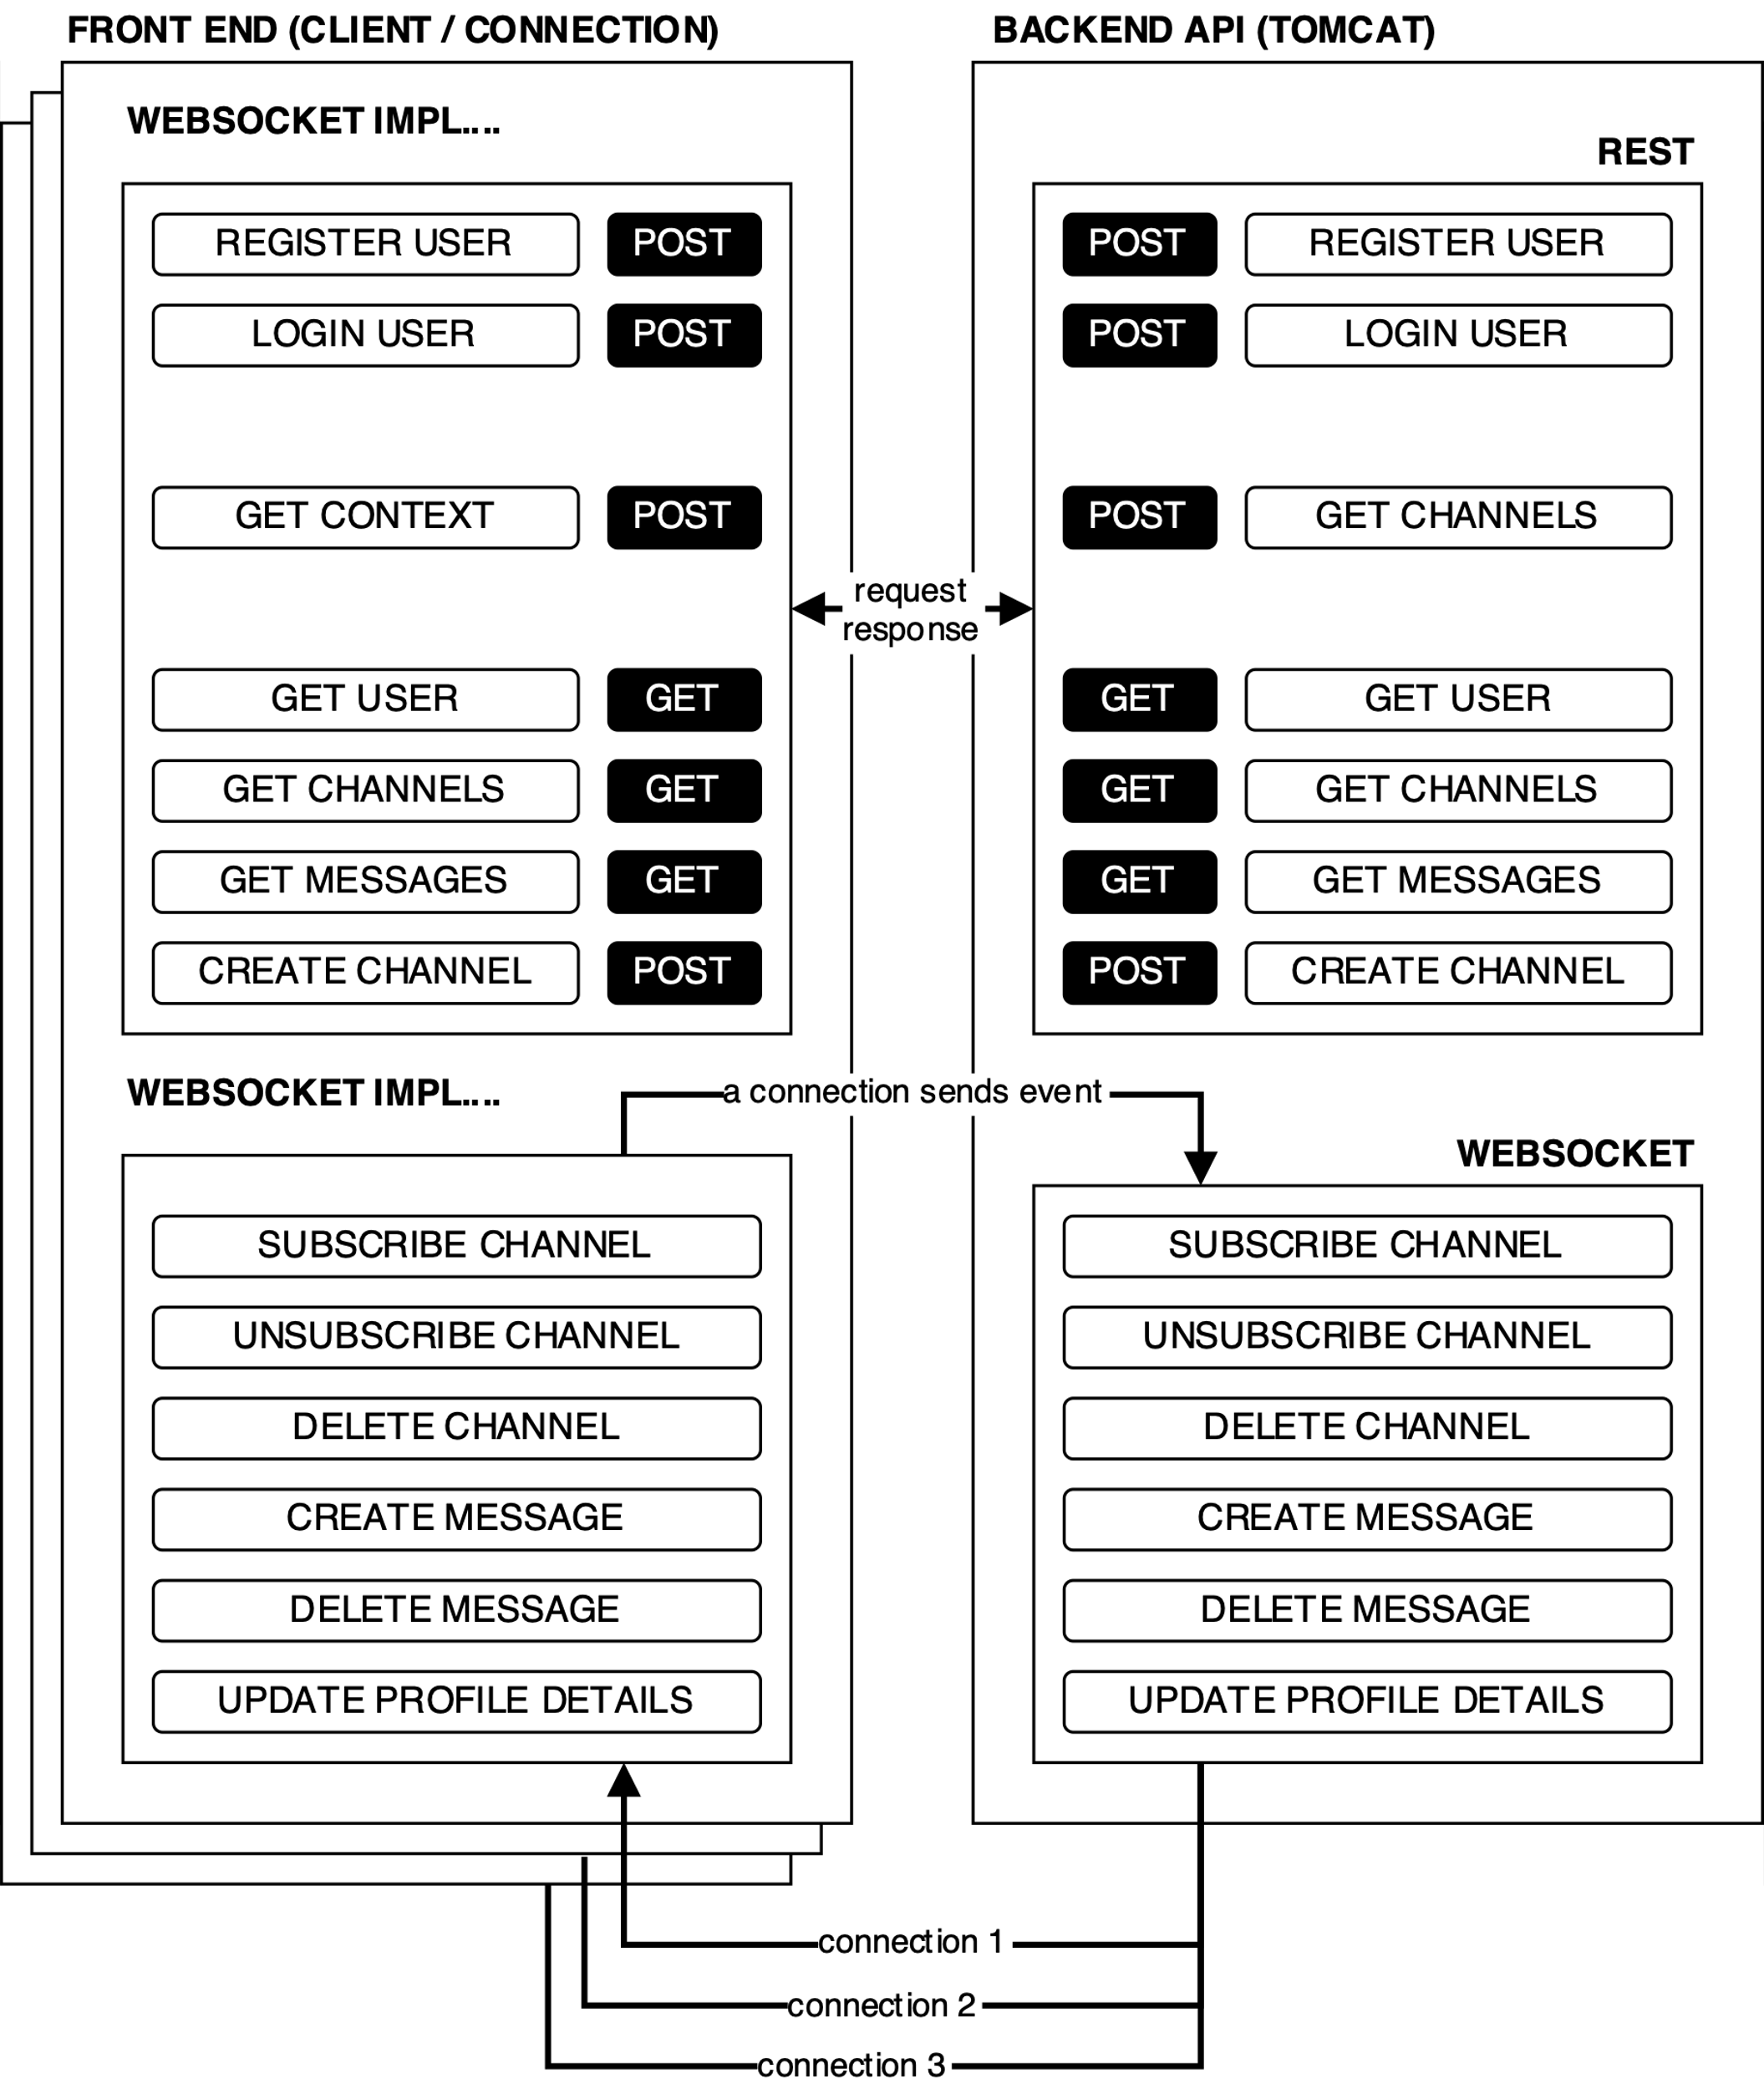 FRONT END (CLIENT / CONNECTION)
WEBSOCKET IMPL....
REGISTER USER POST
LOGIN USER POST
GET CONTEXT POST
GET USER GET
GET CHANNELS GET
GET MESSAGES GET
CREATE CHANNEL POST
request
response
BACKEND API (TOMCAT)
REST
POST REGISTER USER
POST LOGIN USER
POST GET CHANNELS
GET GET USER
GET GET CHANNELS
GET GET MESSAGES
POST CREATE CHANNEL
WEBSOCKET IMPL....
a connection sends event
SUBSCRIBE CHANNEL
UNSUBSCRIBE CHANNEL
DELETE CHANNEL
CREATE MESSAGE
DELETE MESSAGE
UPDATE PROFILE DETAILS
WEBSOCKET
SUBSCRIBE CHANNEL
UNSUBSCRIBE CHANNEL
DELETE CHANNEL
CREATE MESSAGE
DELETE MESSAGE
UPDATE PROFILE DETAILS
connection 1
connection 2
connection 3